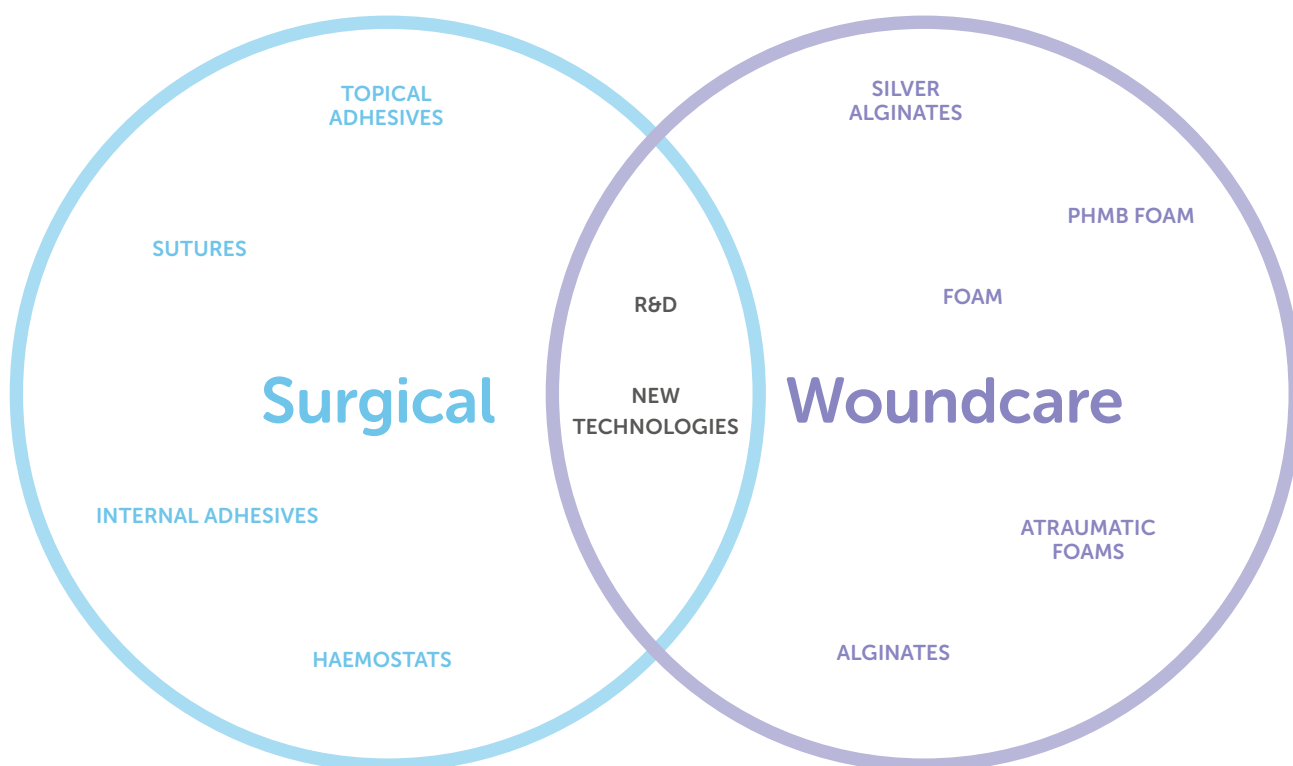 TOPICAL
ADHESIVES
SUTURES
Surgical
INTERNAL ADHESIVES
HAEMOSTATS
R&D
NEW
TECHNOLOGIES
SILVER
ALGINATES
PHMB FOAM
FOAM
Woundcare
ATRAUMATIC
FOAMS
ALGINATES